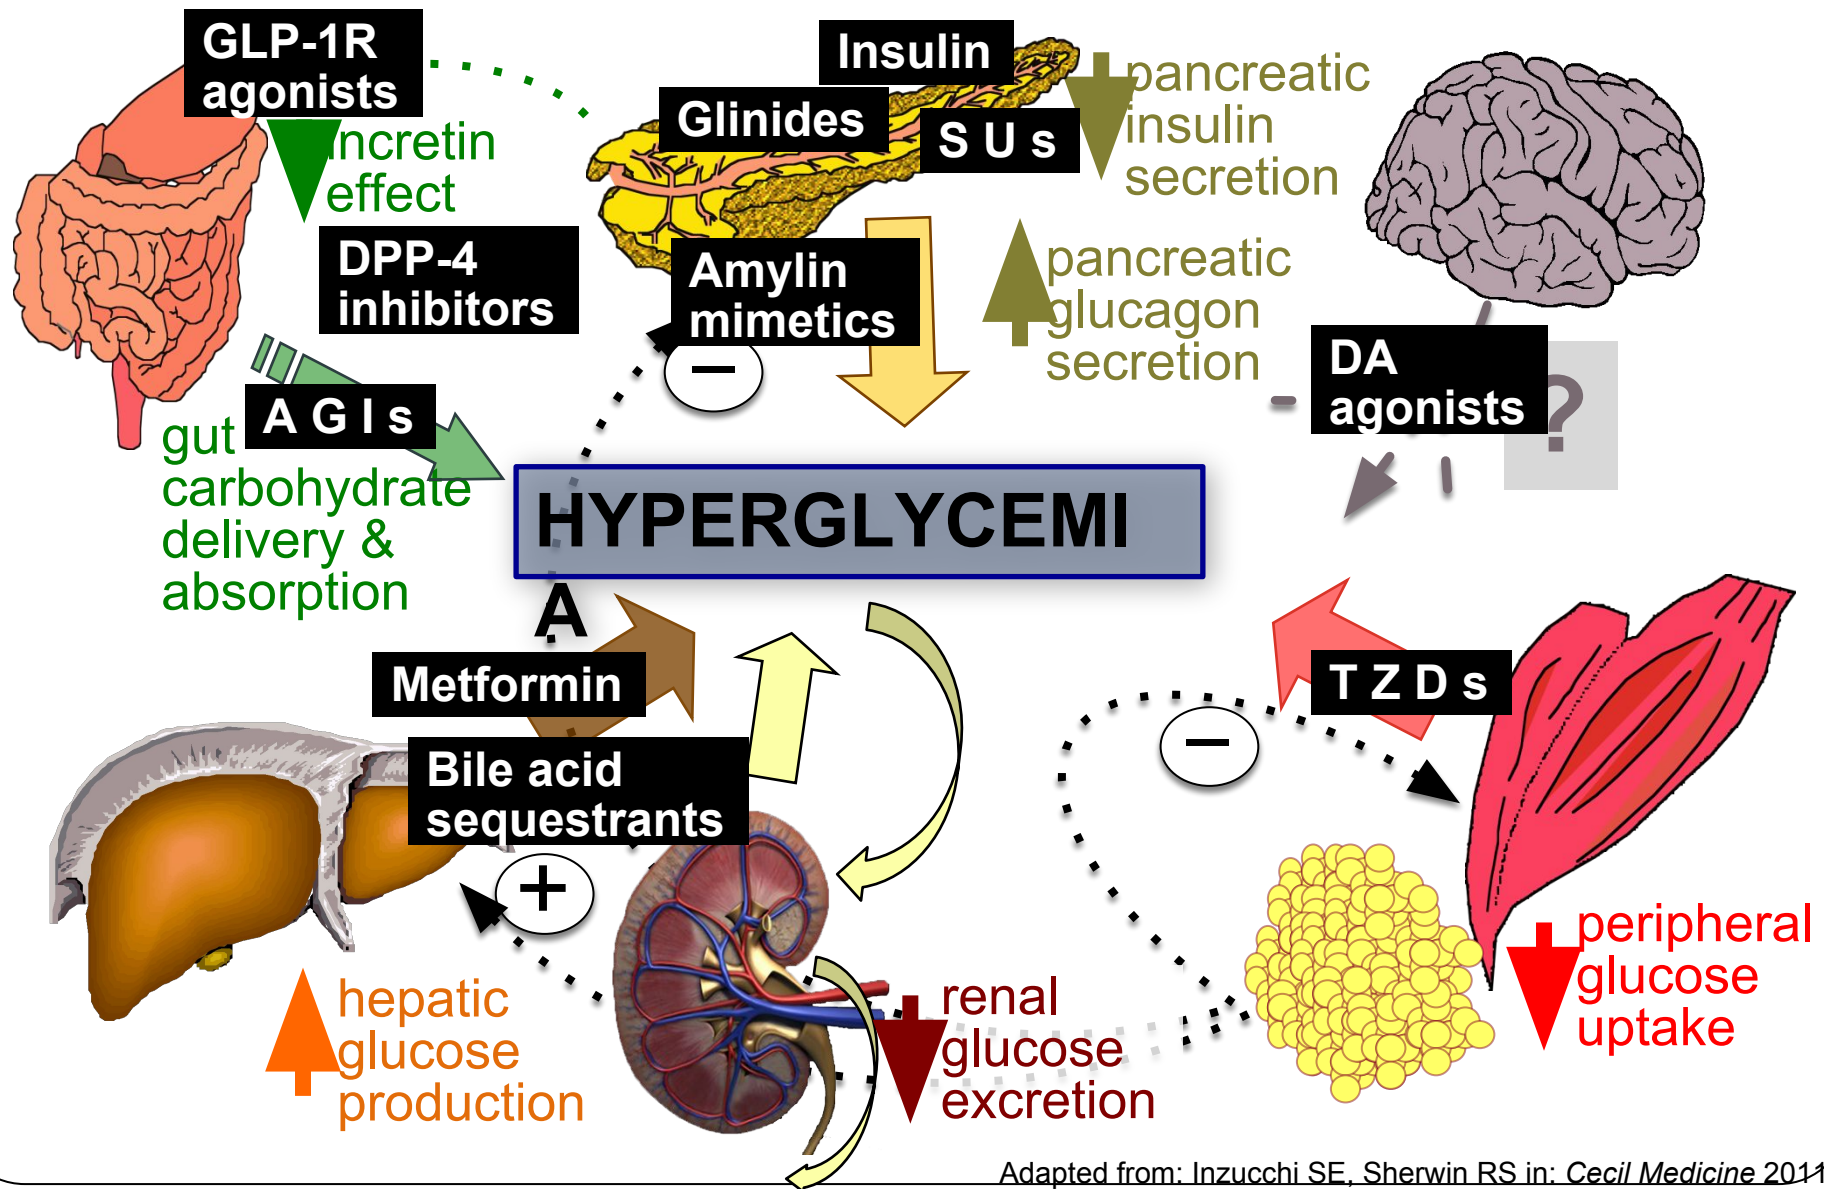 GLP-1R
agonists
incretin
effect
DPP-4
inhibitors
Insulin
Glinides
S U s
pancreatic
insulin
secretion
Amylin
mimetics
−
pancreatic
glucagon
secretion
DA
agonists
?
A G I s
gut
carbohydrate
delivery &
absorption
HYPERGLYCEMI
A
Metformin
Bile acid
sequestrants
+
T Z D s
−
hepatic
glucose
production
renal
glucose
excretion
peripheral
glucose
uptake
Adapted from: Inzucchi SE, Sherwin RS in: Cecil Medicine 2011